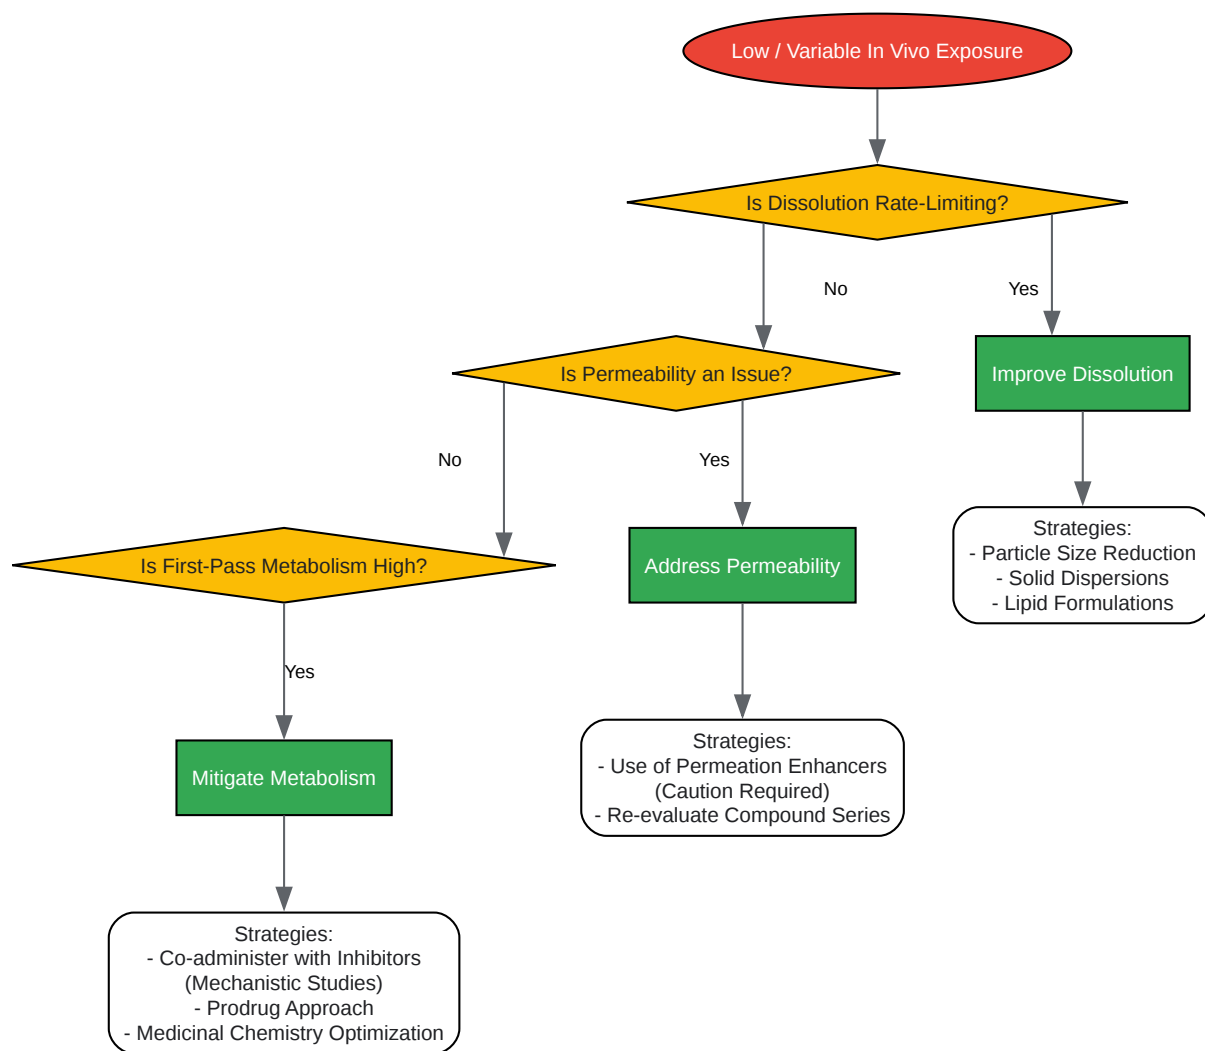 Low / Variable In Vivo Exposure
Is Dissolution Rate-Limiting?
No
Yes
Is Permeability an Issue?
Improve Dissolution
No
Yes
Strategies:
- Particle Size Reduction
- Solid Dispersions
- Lipid Formulations
Is First-Pass Metabolism High?
Address Permeability
Yes
Strategies:
- Use of Permeation Enhancers
(Caution Required)
- Re-evaluate Compound Series
Mitigate Metabolism
Strategies:
- Co-administer with Inhibitors
(Mechanistic Studies)
- Prodrug Approach
- Medicinal Chemistry Optimization